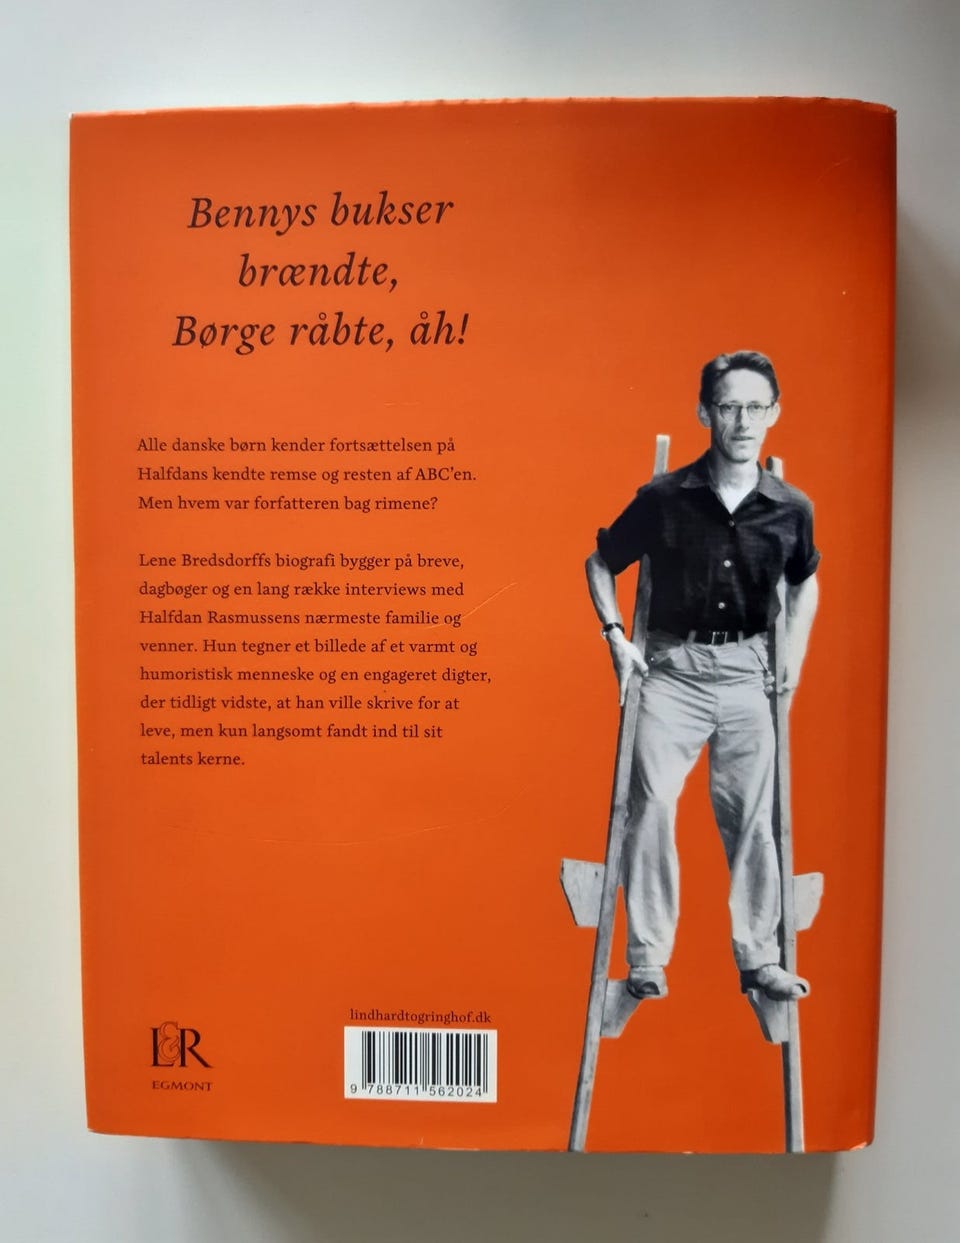 Bennys bukser
brændte,
Børge råbte, åh!
Alle danske børn kender fortsættelsen på
Halfdans kendte remse og resten af ABC’en.
Men hvem var forfatteren bag rimene?
Lene Bredsdorffs biografi bygger på breve,
dagbøger og en lang række interviews med
Halfdan Rasmussens nærmeste familie og
venner. Hun tegner et billede af et varmt og
humoristisk menneske og en engageret digter,
der tidligt vidste, at han ville skrive for at
leve, men kun langsomt fandt ind til sit
talents kerne.
lindhardtogringhof.dk
L&R
EGMONT
9 788711 562024